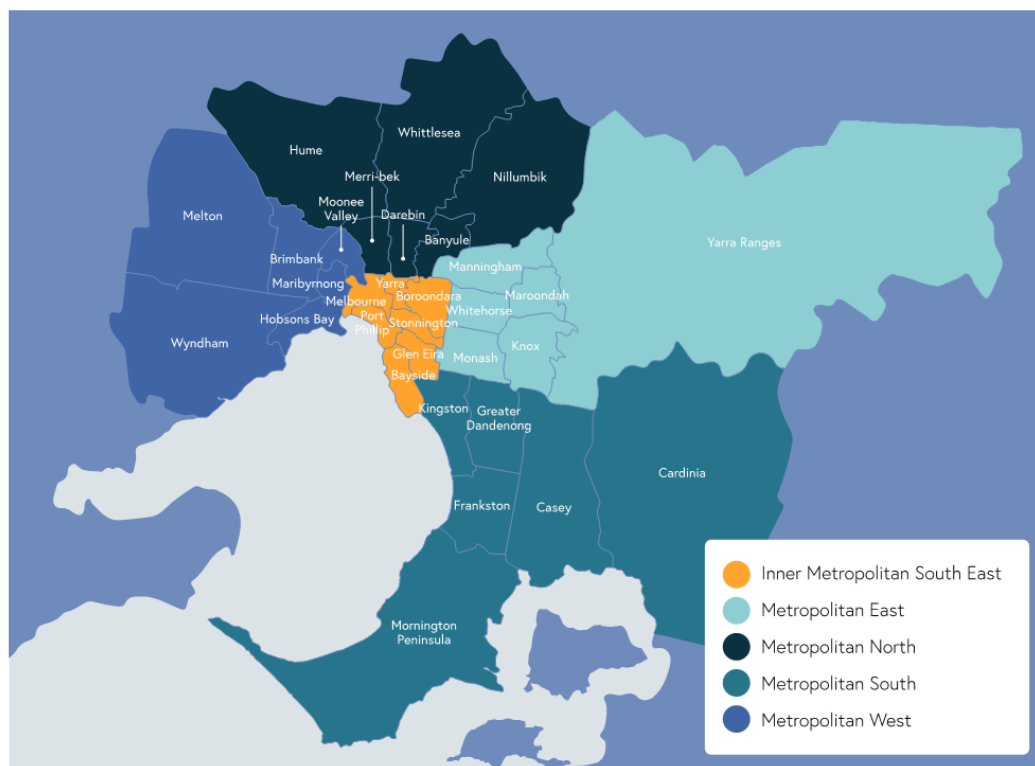 Whittlesea
Hume
Merri-bek
Nillumbik
Moonee
Valley
Darebin
Melton
Banyule
Yarra Ranges
Brimbank
Manningham
Maribyrnong
Yarra
Boroondara
Maroondah
Melbourne
Whitehorse
Hobsons Bay
Port
Phillip
Stonnington
Wyndham
Glen Eira
Monash
Knox
Bayside
Kingston
Greater
Dandenong
Cardinia
Frankston
Casey
Mornington
Peninsula
Inner Metropolitan South East
Metropolitan East
Metropolitan North
Metropolitan South
Metropolitan West